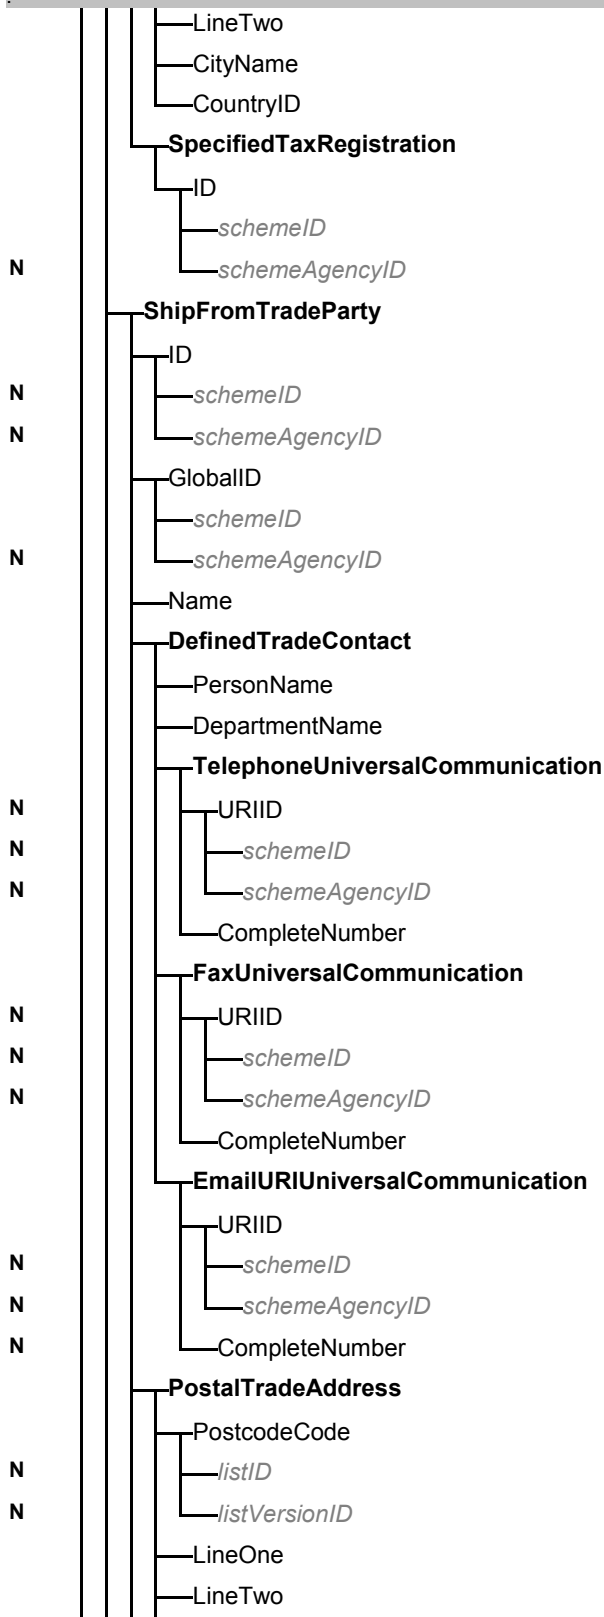 LineTwo
CityName
CountryID
SpecifiedTaxRegistration
ID
schemeID
N schemeAgencyID
ShipFromTradeParty
ID
N schemeID
N schemeAgencyID
GlobalID
schemeID
N schemeAgencyID
Name
DefinedTradeContact
PersonName
DepartmentName
TelephoneUniversalCommunication
N URIID
N schemeID
N schemeAgencyID
CompleteNumber
FaxUniversalCommunication
N URIID
N schemeID
N schemeAgencyID
CompleteNumber
EmailURIUniversalCommunication
URIID
N schemeID
N schemeAgencyID
N CompleteNumber
PostalTradeAddress
PostcodeCode
N listID
N listVersionID
LineOne
LineTwo